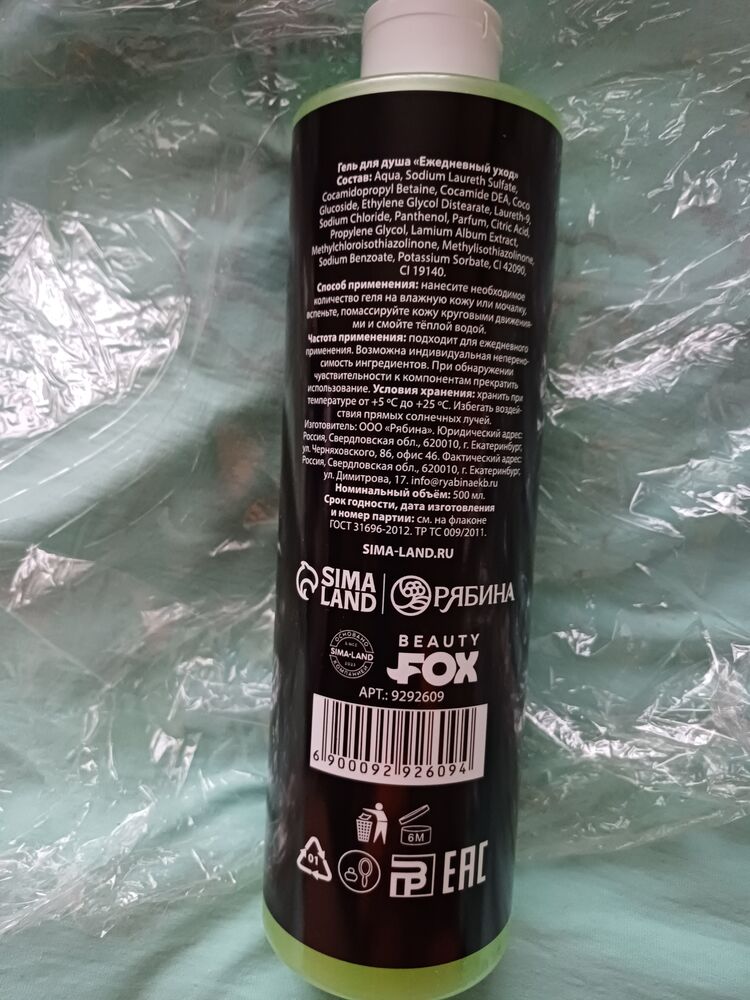 Гель для душа «Ежедневный уход»
Состав: Aqua, Sodium Laureth Sulfate,
Cocamidopropyl Betaine, Cocamide DEA, Coco
Glucoside, Ethylene Glycol Distearate, Laureth-9,
Sodium Chloride, Panthenol, Parfum, Citric Acid,
Propylene Glycol, Lamium Album Extract,
Methylchloroisothiazolinone, Methylisothiazolinone,
Sodium Benzoate, Potassium Sorbate, CI 42090,
CI 19140.
Способ применения: нанесите необходимое
количество геля на влажную кожу или мочалку,
вспеньте, помассируйте кожу круговыми движения-
ми и смойте тёплой водой.
Частота применения: подходит для ежедневного
применения. Возможна индивидуальная неперено-
симость ингредиентов. При обнаружении
чувствительности к компонентам прекратить
использование. Условия хранения: хранить при
температуре от +5 ºC до +25 ºC. Избегать воздей-
ствия прямых солнечных лучей.
Изготовитель: ООО «Рябина». Юридический адрес:
Россия, Свердловская обл., 620010, г. Екатеринбург,
ул. Черняховского, 86, офис 46. Фактический адрес:
Россия, Свердловская обл., 620010, г. Екатеринбург,
ул. Димитрова, 17. info@ryabinaekb.ru
Номинальный объём: 500 мл.
Срок годности, дата изготовления
и номер партии: см. на флаконе
ГОСТ 31696-2012. ТР ТС 009/2011.
SIMA-LAND.RU
SIMA LAND
РЯБИНА
ОСНОВАНО
SINCE
SIMA-LAND
КОМПАНИЕЙ
BEAUTY
FOX
АРТ.: 9292609
6 900092 926094
6M
01
EAC